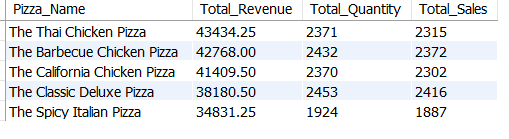 Pizza_Name Total_Revenue Total_Quantity Total_Sales
The Thai Chicken Pizza 43434.25 2371 2315
The Barbecue Chicken Pizza 42768.00 2432 2372
The California Chicken Pizza 41409.50 2370 2302
The Classic Deluxe Pizza 38180.50 2453 2416
The Spicy Italian Pizza 34831.25 1924 1887